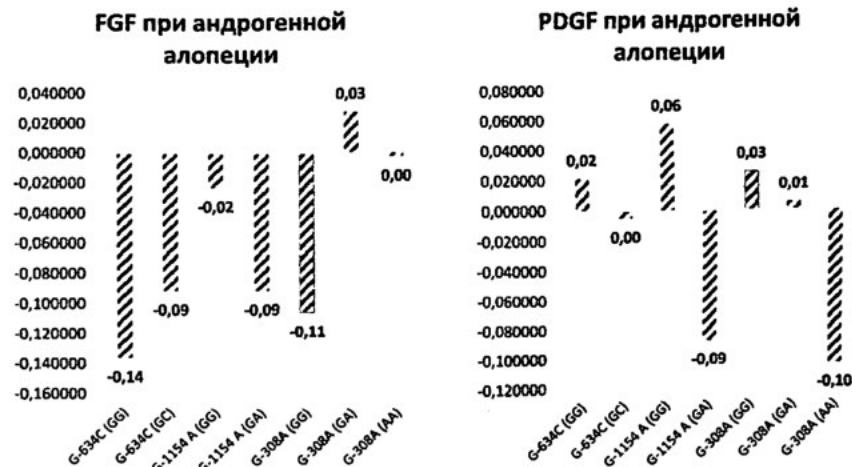 FGF при андрогенной
алопеции
0,040000
0,020000
0,000000
-0,020000
-0,040000
-0,060000
-0,080000
-0,100000
-0,120000
-0,140000
-0,160000
-0,14
-0,09
-0,02
-0,09
-0,11
0,03
0,00
G-634C (GG)
G-634C (GC)
G-1154 A (GG)
G-1154 A (GA)
G-308A (GG)
G-308A (GA)
G-308A (AA)
PDGF при андрогенной
алопеции
0,080000
0,060000
0,040000
0,020000
0,000000
-0,020000
-0,040000
-0,060000
-0,080000
-0,100000
-0,120000
0,02
0,00
0,06
-0,09
0,03
0,01
-0,10
G-634C (GG)
G-634C (GC)
G-1154 A (GG)
G-1154 A (GA)
G-308A (GG)
G-308A (GA)
G-308A (AA)